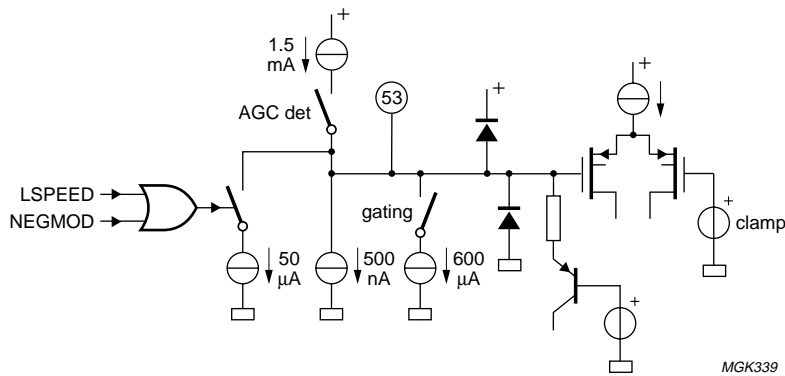 +
1.5
mA
AGC det
53
+
+
LSPEED
NEGMOD
gating
+
clamp
50
μA
500
nA
600
μA
+
MGK339